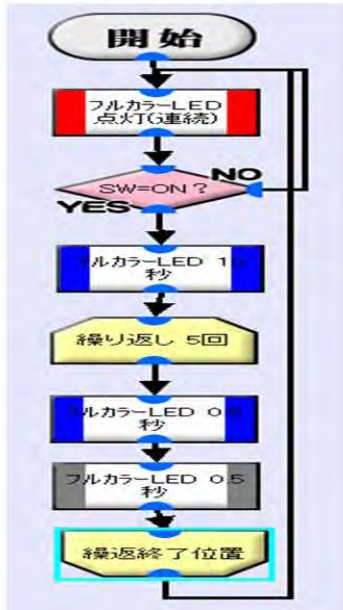 開始
フルカラーLED
点灯(連続)
SW=ON?
NO
YES
フルカラーLED
秒
繰り返し 5回
フルカラーLED
秒
フルカラーLED 0.5
秒
繰返終了位置